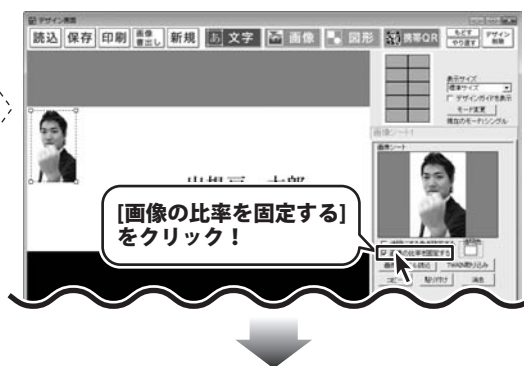 デザイン画面
読込 保存 印刷 画像書出し 新規 あ 文字 画像 図形 携帯QR もどす やり直す デザイン削除
表示サイズ
標準サイズ
デザインガイドを表示
モード変更
現在のモード:シングル
画像シート1
画像シート
[画像の比率を固定する]
をクリック!
画像の比率を固定する
TWAIN取り込み
コピー 貼り付け 消去